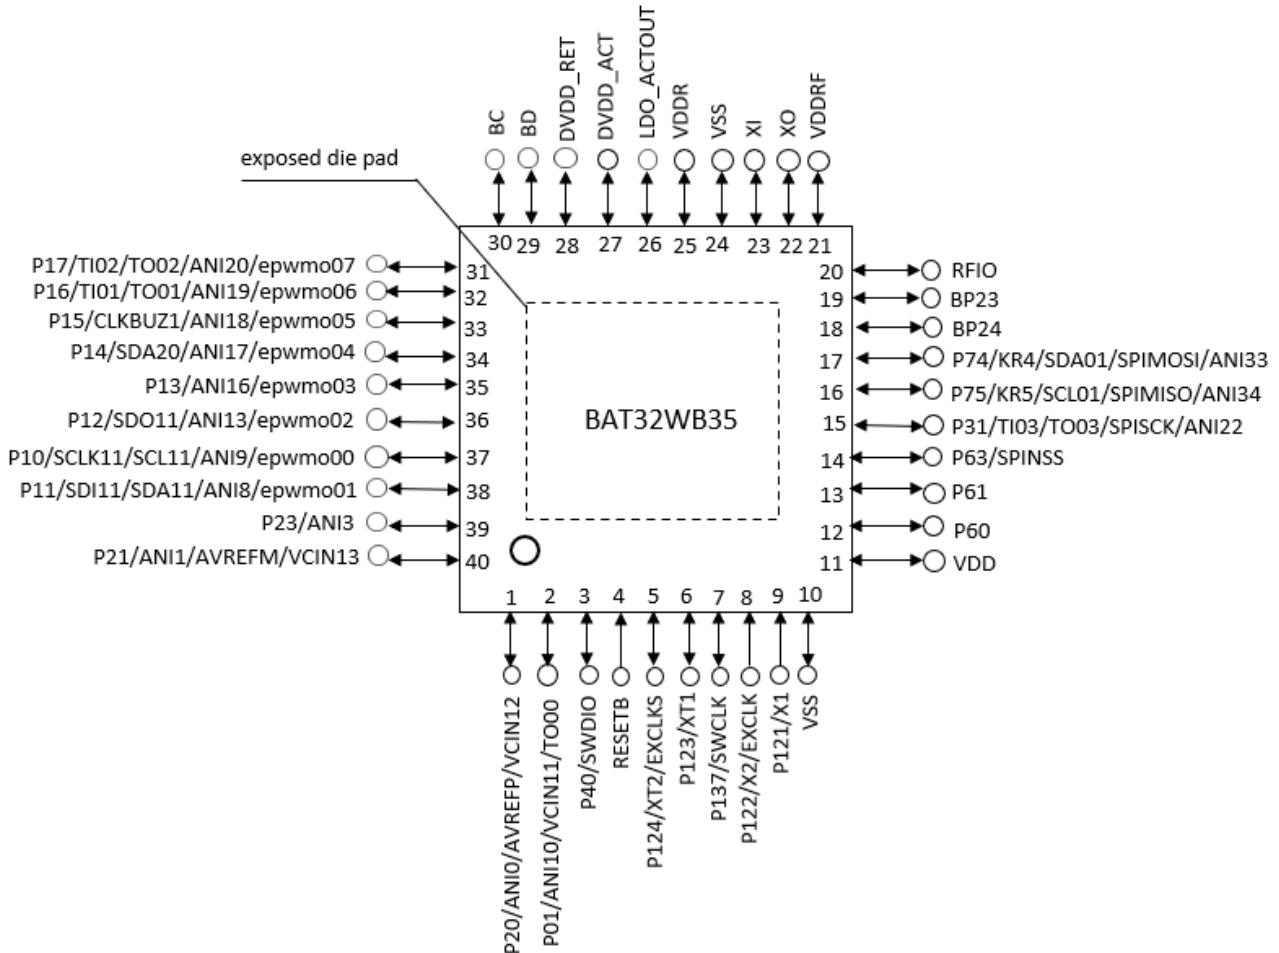 BC
BD
DVDD_RET
DVDD_ACT
LDO_ACTOUT
VDDR
VSS
XI
XO
VDDRF
exposed die pad
30
29
28
27
26
25
24
23
22
21
P17/TI02/TO02/ANI20/epwmo07
31
P16/TI01/TO01/ANI19/epwmo06
32
P15/CLKBUZ1/ANI18/epwmo05
33
P14/SDA20/ANI17/epwmo04
34
P13/ANI16/epwmo03
35
P12/SDO11/ANI13/epwmo02
36
P10/SCLK11/SCL11/ANI9/epwmo00
37
P11/SDI11/SDA11/ANI8/epwmo01
38
P23/ANI3
39
P21/ANI1/AVREFM/VCIN13
40
BAT32WB35
20
RFIO
19
BP23
18
BP24
17
P74/KR4/SDA01/SPIMOSI/ANI33
16
P75/KR5/SCL01/SPIMISO/ANI34
15
P31/TI03/TO03/SPISCK/ANI22
14
P63/SPINSS
13
P61
12
P60
11
VDD
1
2
3
4
5
6
7
8
9
10
P20/ANI0/AVREFP/VCIN12
P01/ANI10/VCIN11/TO00
P40/SWDIO
RESETB
P124/XT2/EXCLKS
P123/XT1
P137/SWCLK
P122/X2/EXCLK
P121/X1
VSS